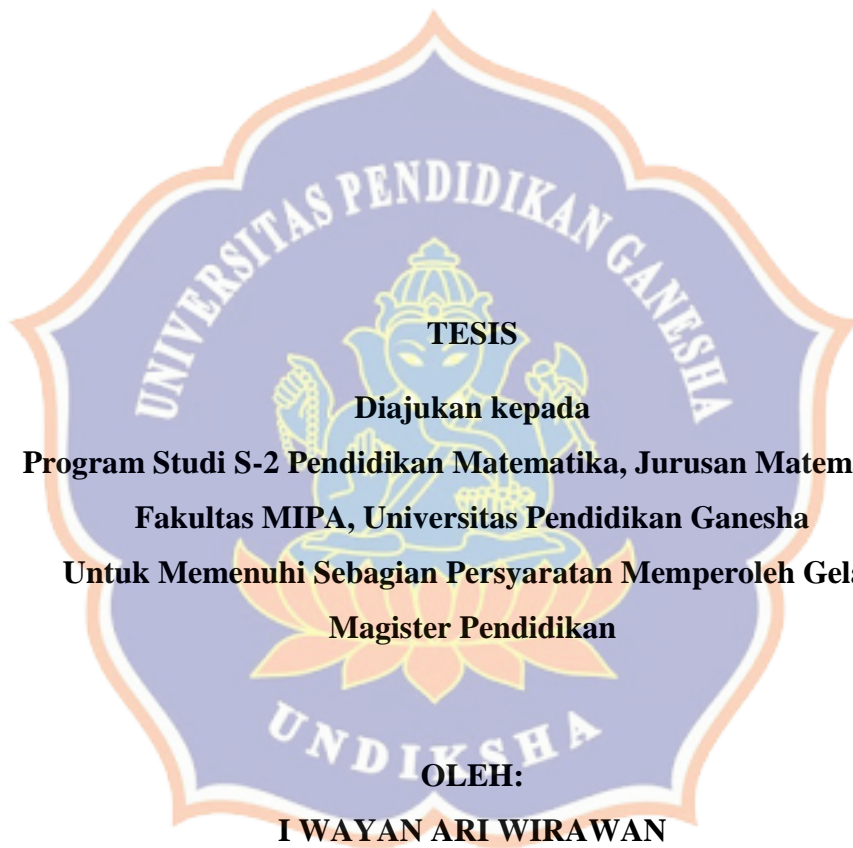 UNIVERSITAS PENDIDIKAN GANESHA
TESIS
Diajukan kepada
Program Studi S-2 Pendidikan Matematika, Jurusan Matem
Fakultas MIPA, Universitas Pendidikan Ganesha
Untuk Memenuhi Sebagian Persyaratan Memperoleh Gela
Magister Pendidikan
UNDIKSHA
OLEH:
I WAYAN ARI WIRAWAN